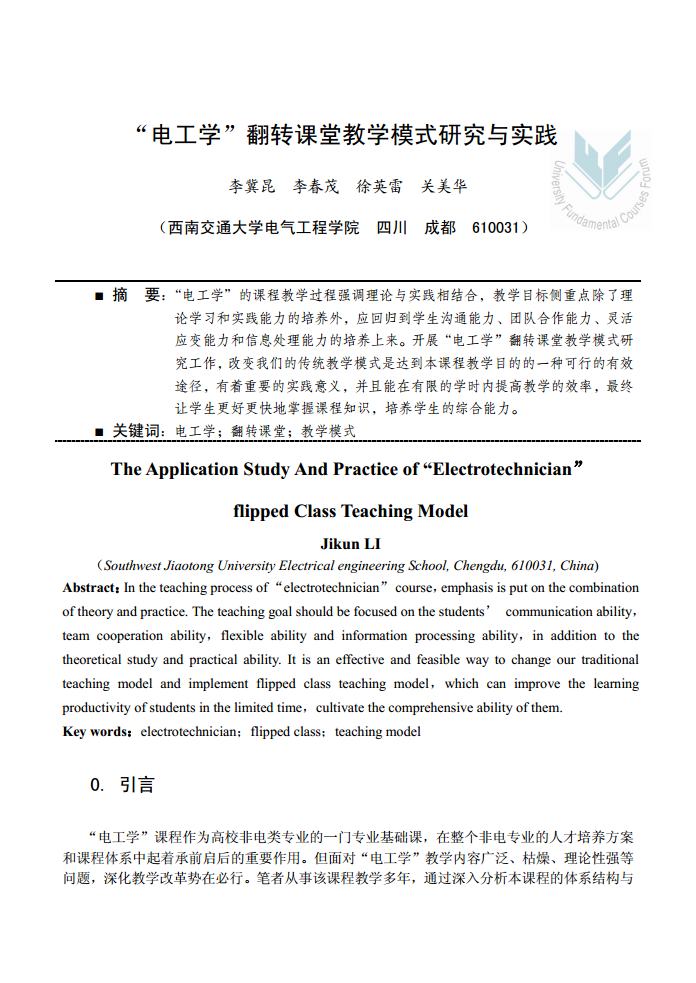 “电工学”翻转课堂教学模式研究与实践
University Fundamental Courses Forum
李冀昆 李春茂 徐英雷 关美华
（西南交通大学电气工程学院 四川 成都 610031）
■ 摘 要：“电工学”的课程教学过程强调理论与实践相结合，教学目标侧重点除了理
论学习和实践能力的培养外，应回归到学生沟通能力、团队合作能力、灵活
应变能力和信息处理能力的培养上来。开展“电工学”翻转课堂教学模式研
究工作，改变我们的传统教学模式是达到本课程教学目的的一种可行的有效
途径，有着重要的实践意义，并且能在有限的学时内提高教学的效率，最终
让学生更好更快地掌握课程知识，培养学生的综合能力。
■ 关键词：电工学；翻转课堂；教学模式
The Application Study And Practice of “Electrotechnician”
flipped Class Teaching Model
Jikun LI
（Southwest Jiaotong University Electrical engineering School, Chengdu, 610031, China)
Abstract：In the teaching process of “electrotechnician” course，emphasis is put on the combination
of theory and practice. The teaching goal should be focused on the students’ communication ability，
team cooperation ability，flexible ability and information processing ability，in addition to the
theoretical study and practical ability. It is an effective and feasible way to change our traditional
teaching model and implement flipped class teaching model，which can improve the learning
productivity of students in the limited time，cultivate the comprehensive ability of them.
Key words：electrotechnician；flipped class；teaching model
0. 引言
“电工学”课程作为高校非电类专业的一门专业基础课，在整个非电专业的人才培养方案
和课程体系中起着承前启后的重要作用。但面对“电工学”教学内容广泛、枯燥、理论性强等
问题，深化教学改革势在必行。笔者从事该课程教学多年，通过深入分析本课程的体系结构与